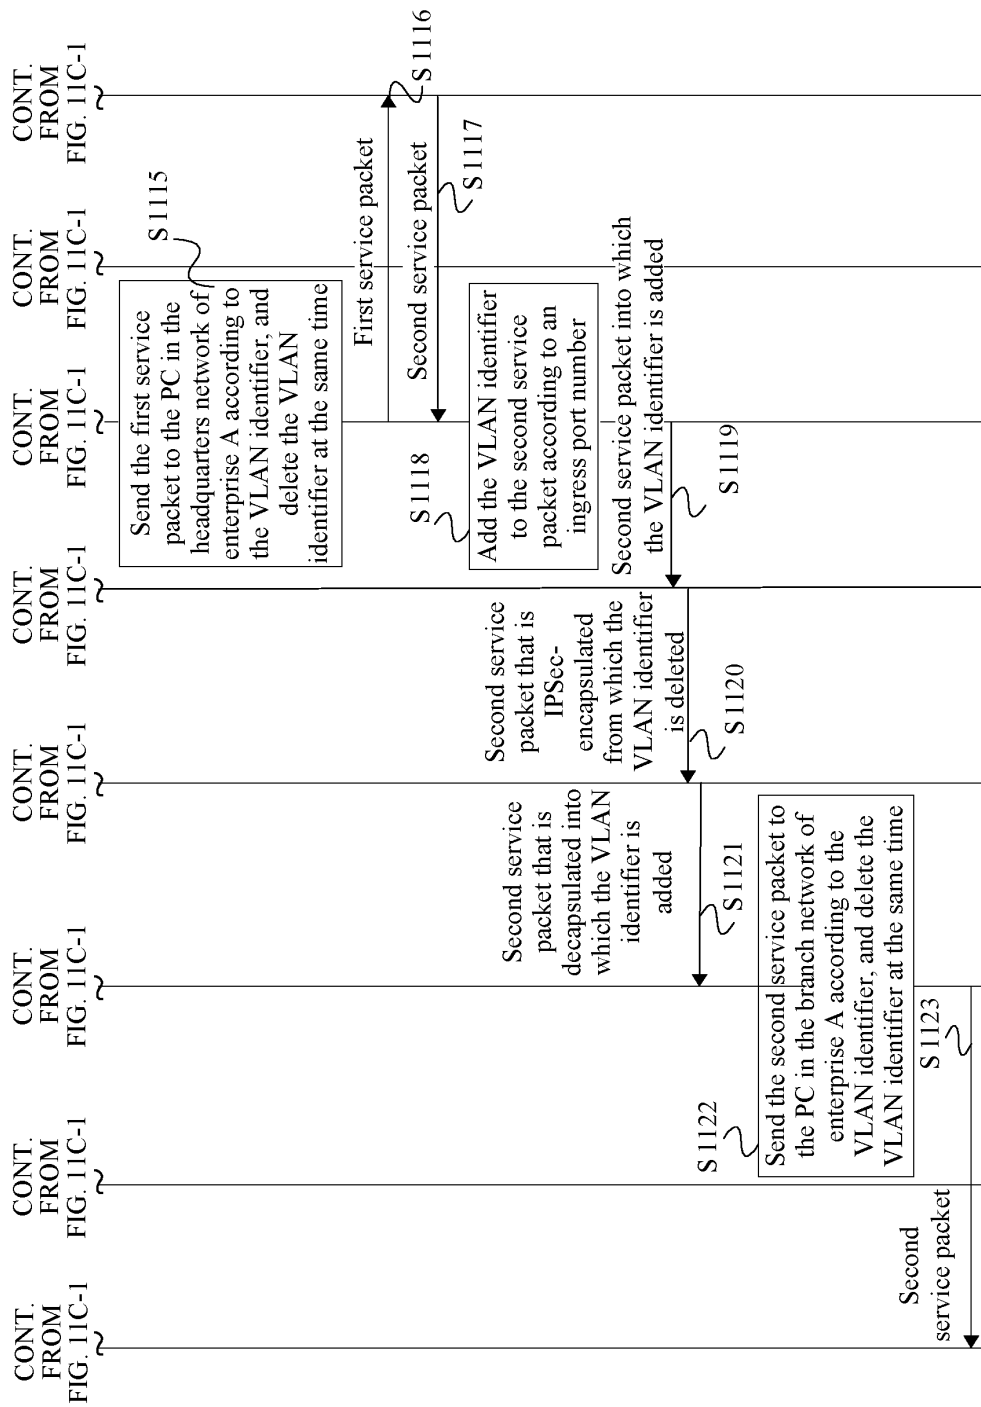 CONT.
FROM
FIG. 11C-1
CONT.
FROM
FIG. 11C-1
CONT.
FROM
FIG. 11C-1
CONT.
FROM
FIG. 11C-1
CONT.
FROM
FIG. 11C-1
CONT.
FROM
FIG. 11C-1
CONT.
FROM
FIG. 11C-1
CONT.
FROM
FIG. 11C-1
S1115
Send the first service
packet to the PC in the
headquarters network of
enterprise A according to
the VLAN identifier, and
delete the VLAN
identifier at the same time
First service packet
S1116
Second service packet
S1117
S1118
Add the VLAN identifier
to the second service
packet according to an
ingress port number
Second service packet into which
the VLAN identifier is added
S1119
Second service
packet that is
IPSec-
encapsulated
from which the
VLAN identifier
is deleted
S1120
Second service
packet that is
decapsulated into
which the VLAN
identifier is
added
S1121
S1122
Send the second service packet to
the PC in the branch network of
enterprise A according to the
VLAN identifier, and delete the
VLAN identifier at the same time
Second
service packet
S1123